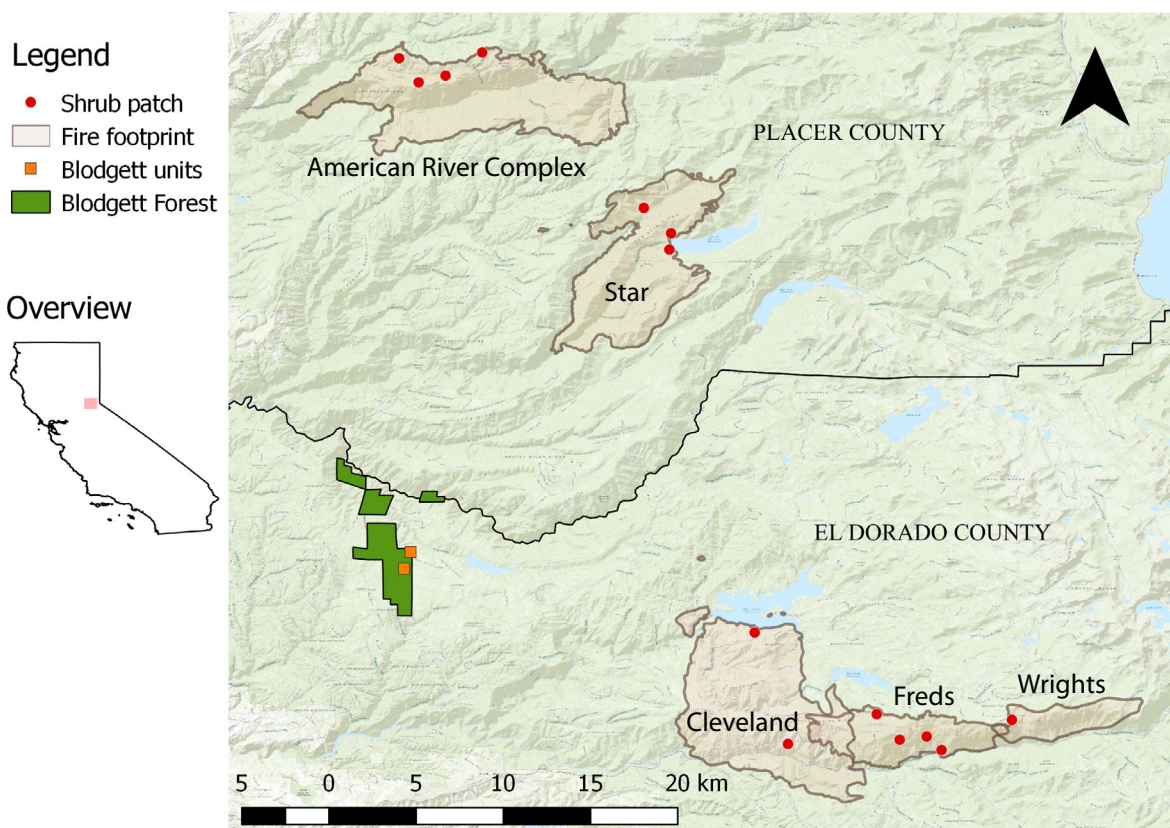 Legend
Shrub patch
Fire footprint
Blodgett units
Blodgett Forest
Overview
American River Complex
PLACER COUNTY
Star
EL DORADO COUNTY
Cleveland
Freds
Wrights
5 0 5 10 15 20 km